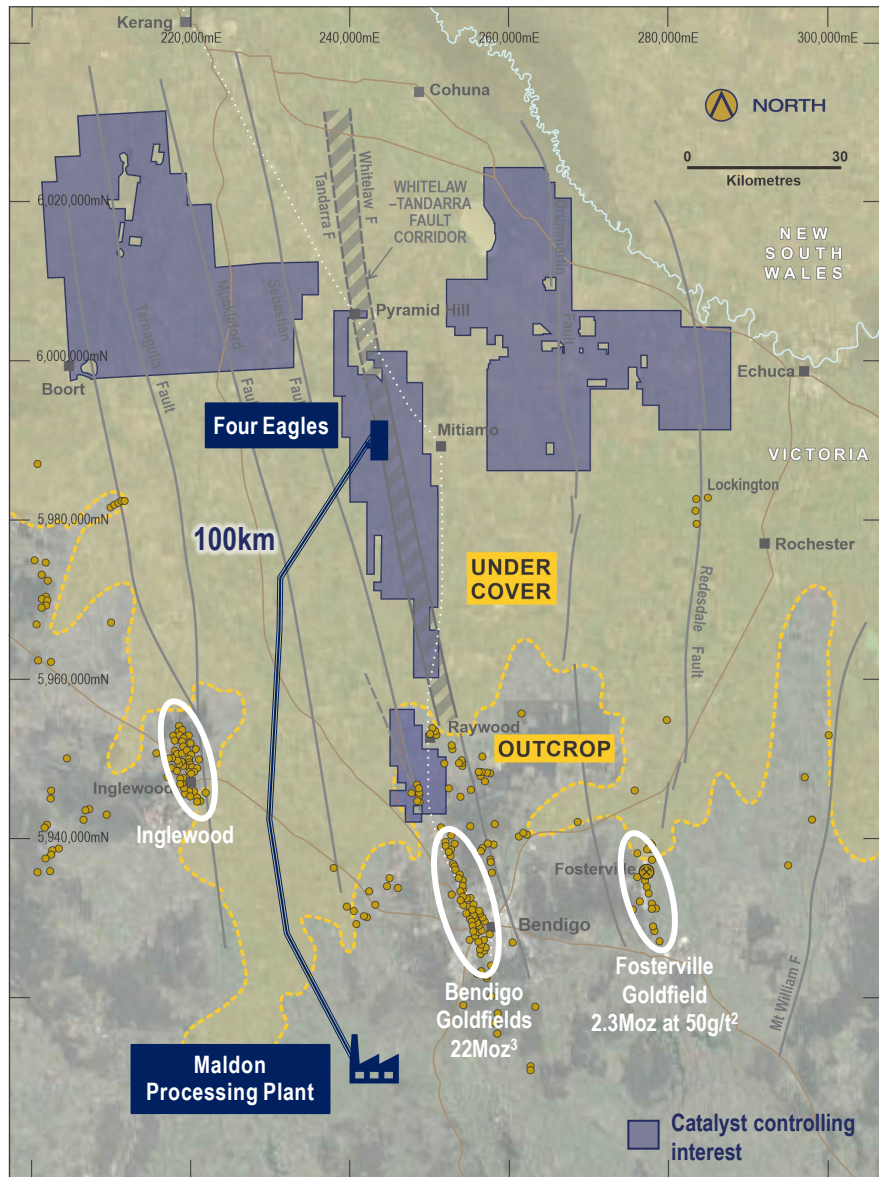 Kerang
220,000mE
240,000mE
260,000mE
280,000mE
300,000mE
Cohuna
NORTH
0
30
Kilometres
6,020,000mN
Whitelaw F
Tandarra F
WHITELAW
–TANDARRA
FAULT
CORRIDOR
NEW
SOUTH
WALES
Tarnagulla
Fault
Muckleford
Fault
Sebastian
Fault
Fault
Pyramid Hill
6,000,000mN
Boort
Echuca
Four Eagles
Mitiamo
VICTORIA
Lockington
5,980,000mN
100km
Rochester
UNDER
COVER
Redesdale
Fault
5,960,000mN
Raywood
OUTCROP
Inglewood
Inglewood
5,940,000mN
Fosterville
Bendigo
Bendigo
Goldfields
22Moz³
Fosterville
Goldfield
2.3Moz at 50g/t²
Mt William F
Maldon
Processing Plant
Catalyst controlling
interest